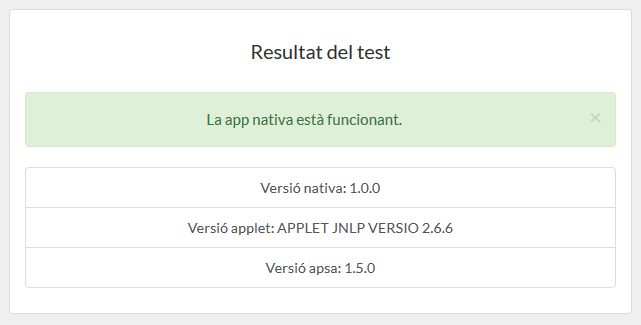 Resultat del test
La app nativa està funcionant.
×
Versió nativa: 1.0.0
Versió applet: APPLET JNLP VERSIO 2.6.6
Versió apsa: 1.5.0